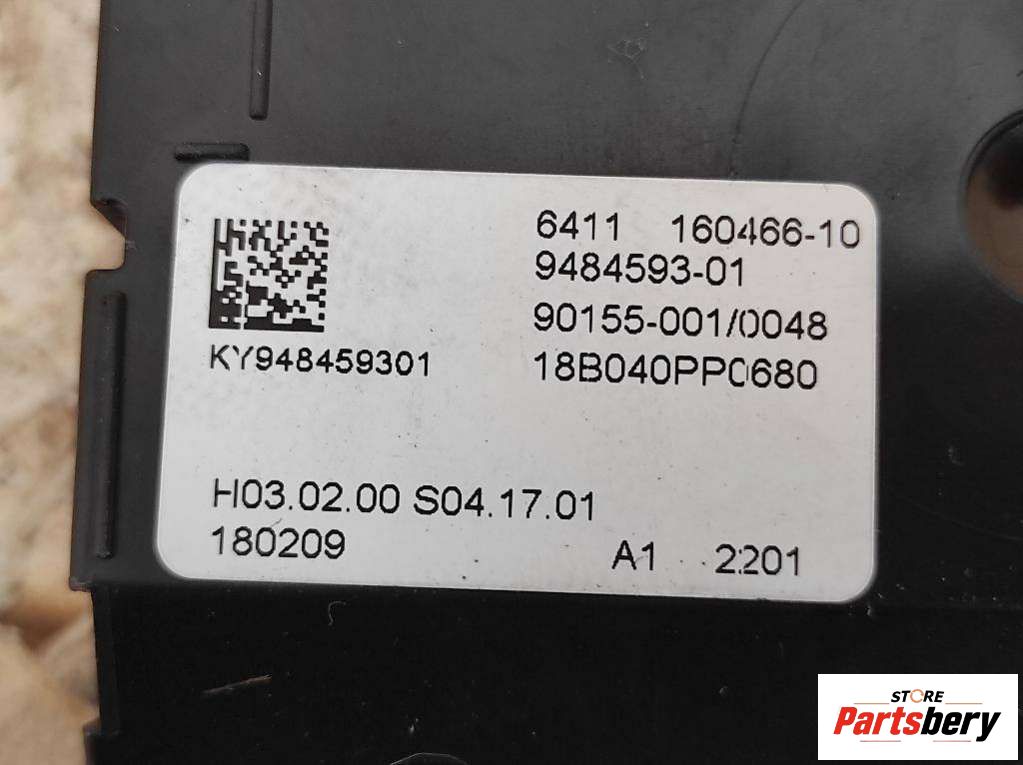 6411 160466-10
9484593-01
90155-001/0048
KY948459301 18B040PP0680
H03.02.00 S04.17.01
180209 A1 2201
STORE
Partsbery